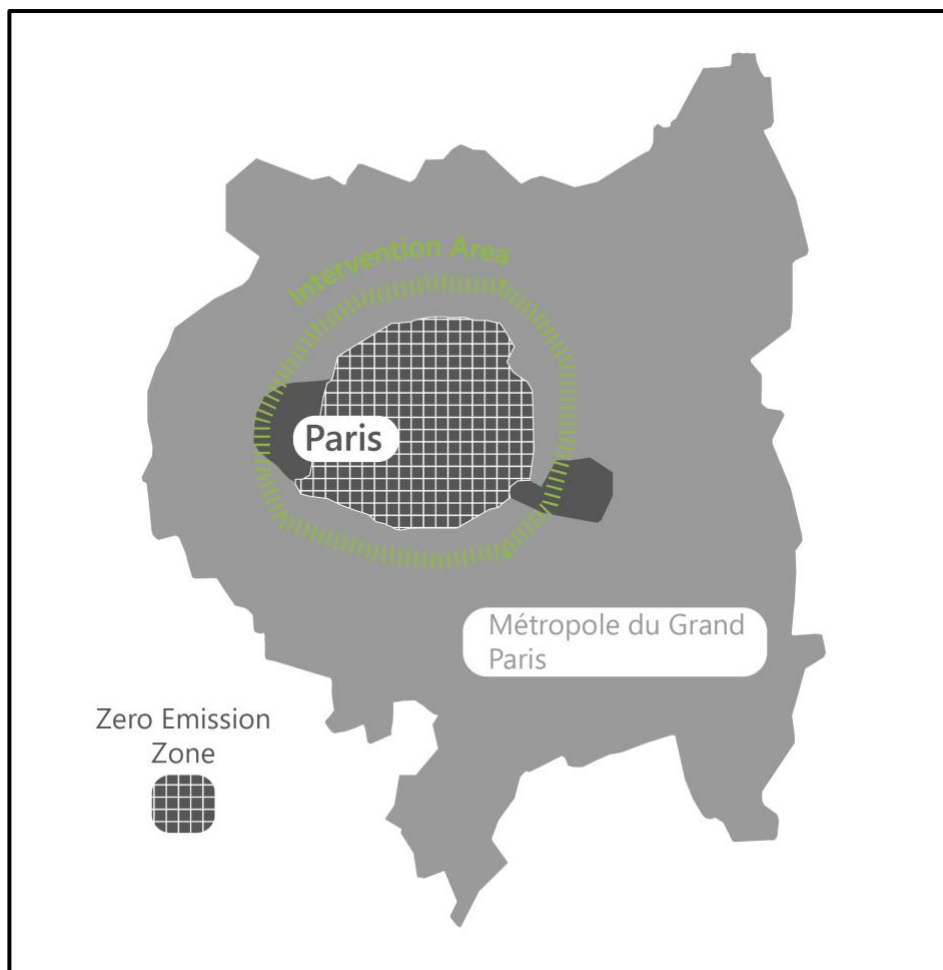 Intervention Area
Paris
Métropole du Grand
Paris
Zero Emission
Zone